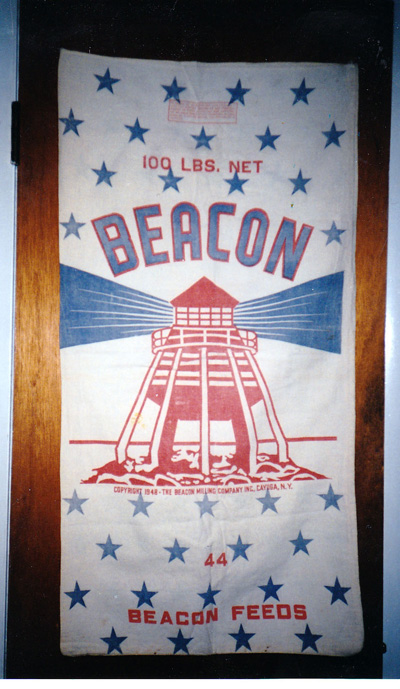 100 LBS. NET
BEACON
COPYRIGHT 1948 - THE BEACON MILLING COMPANY INC, CAYUGA, N.Y.
44
BEACON FEEDS